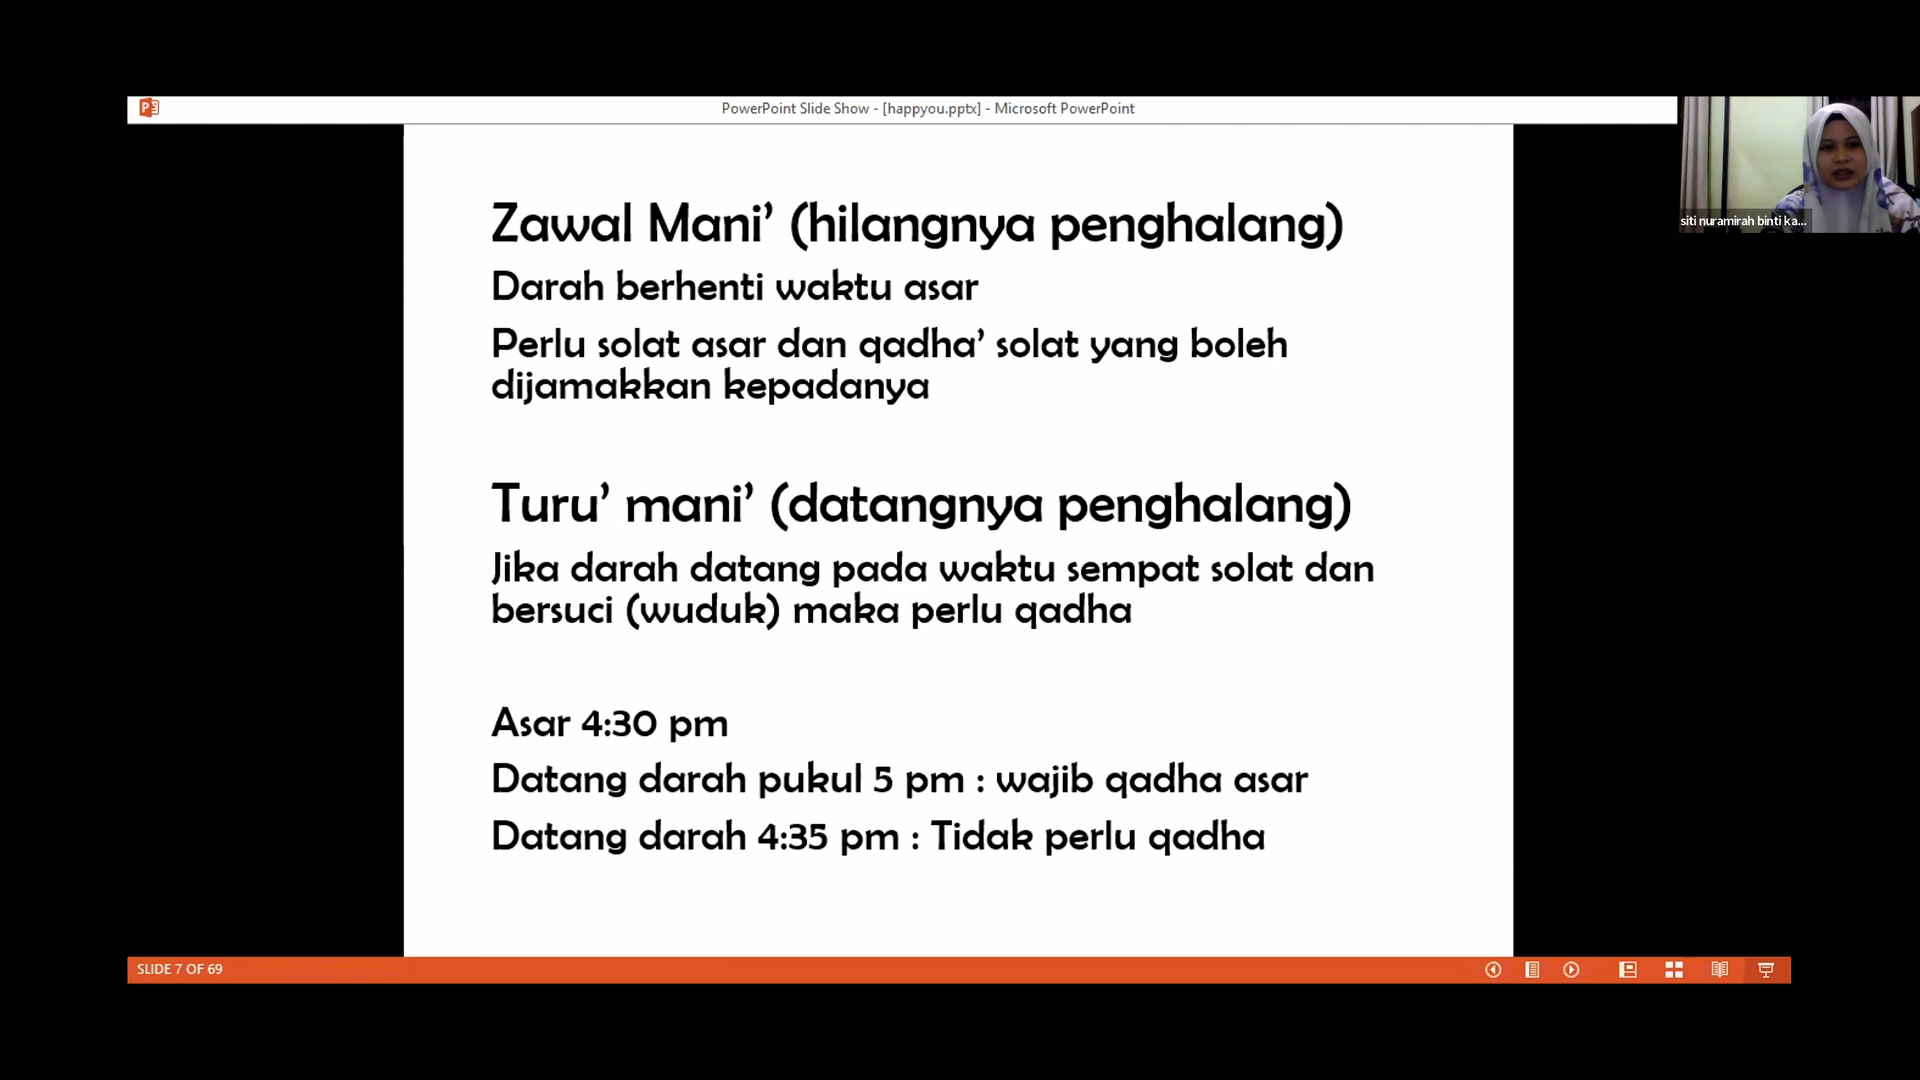 PowerPoint Slide Show - [happyou.pptx] - Microsoft PowerPoint
siti nuramirah binti ka...
Zawal Mani’ (hilangnya penghalang)
Darah berhenti waktu asar
Perlu solat asar dan qadha’ solat yang boleh
dijamakkan kepadanya
Turu’ mani’ (datangnya penghalang)
Jika darah datang pada waktu sempat solat dan
bersuci (wuduk) maka perlu qadha
Asar 4:30 pm
Datang darah pukul 5 pm : wajib qadha asar
Datang darah 4:35 pm : Tidak perlu qadha
SLIDE 7 OF 69